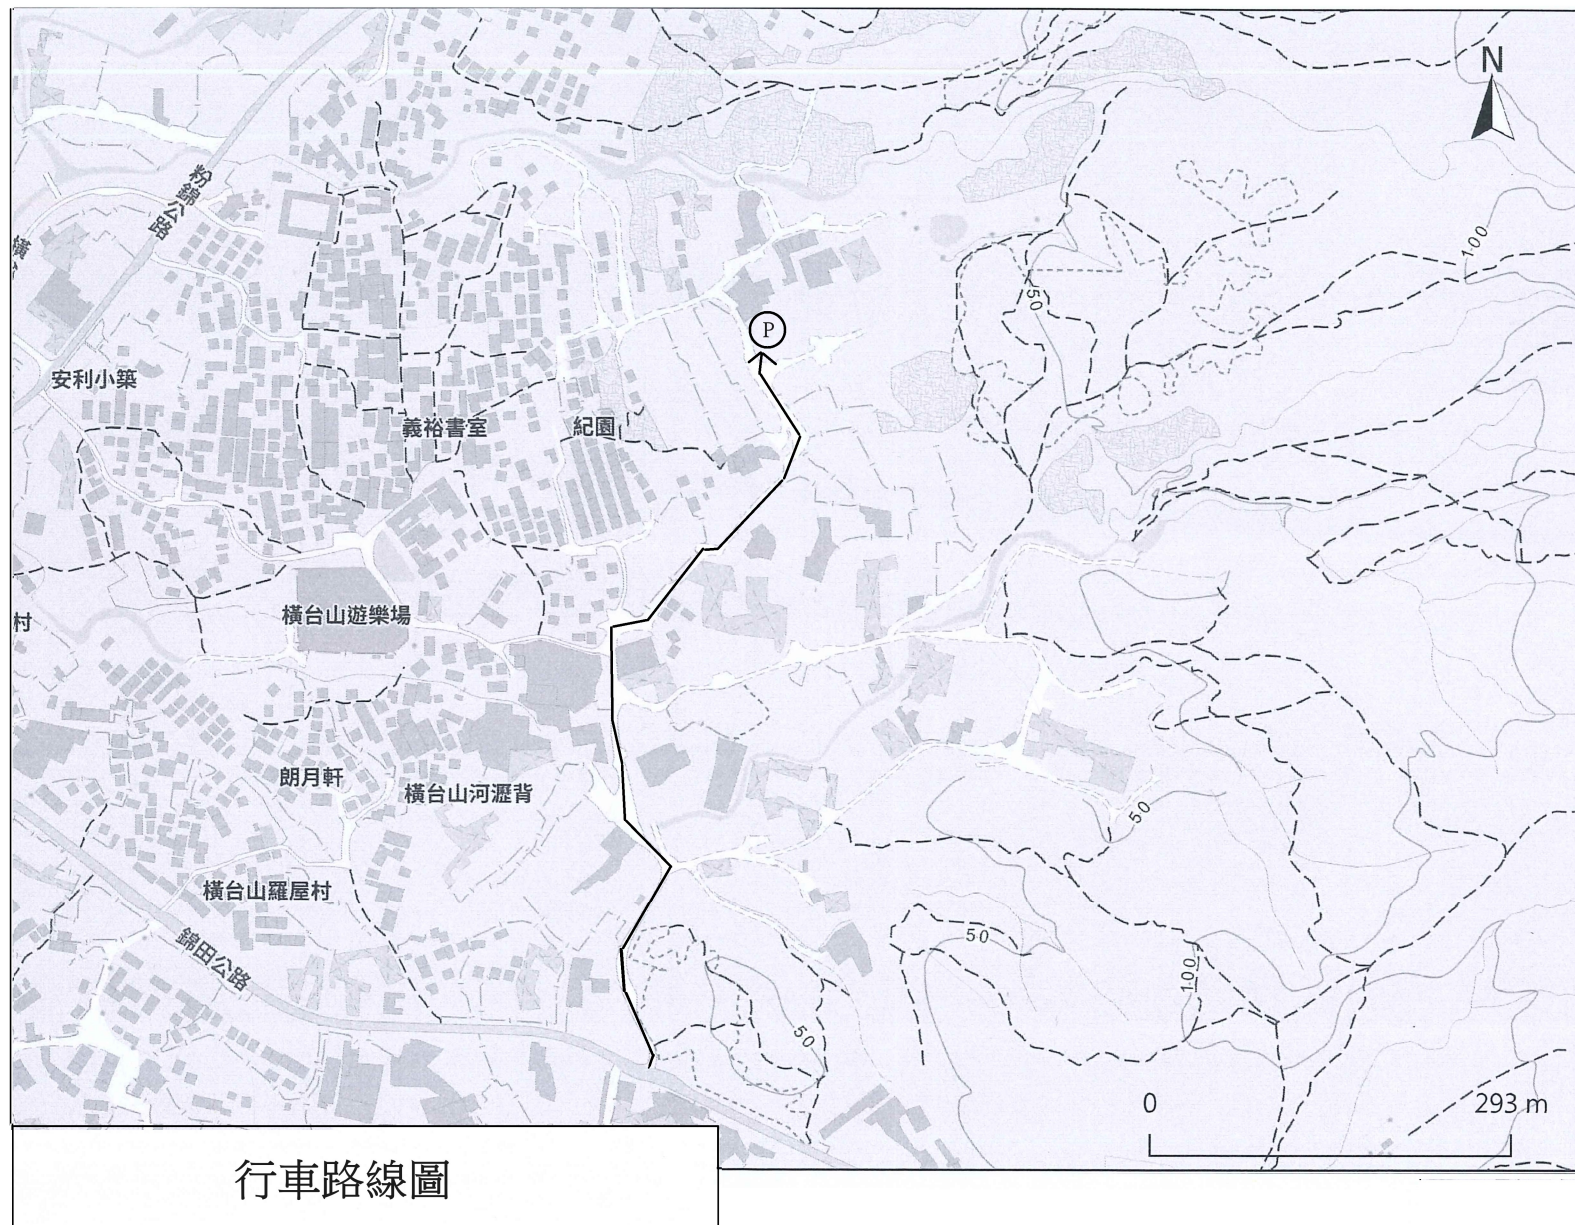 N
粉錦公路
橫
100
50
P
安利小築
義裕書室
紀園
橫台山遊樂場
村
朗月軒
橫台山河瀝背
50
橫台山羅屋村
錦田公路
50
100
50
0
293 m
行車路線圖